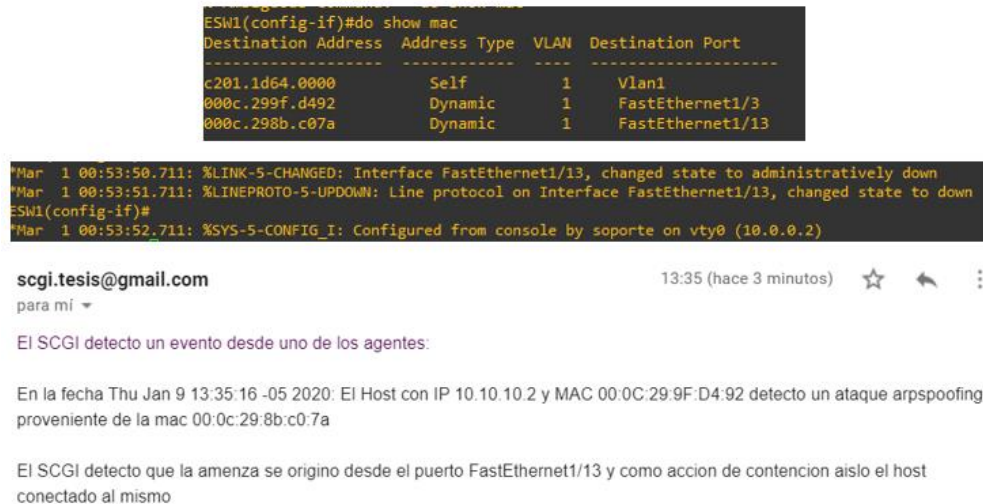 ESW1(config-if)#do show mac
Destination Address Address Type VLAN Destination Port
------------------- ------------ ---- --------------------
c201.1d64.0000 Self 1 Vlan1
000c.299f.d492 Dynamic 1 FastEthernet1/3
000c.298b.c07a Dynamic 1 FastEthernet1/13
*Mar 1 00:53:50.711: %LINK-5-CHANGED: Interface FastEthernet1/13, changed state to administratively down
*Mar 1 00:53:51.711: %LINEPROTO-5-UPDOWN: Line protocol on Interface FastEthernet1/13, changed state to down
ESW1(config-if)#
*Mar 1 00:53:52.711: %SYS-5-CONFIG_I: Configured from console by soporte on vty0 (10.0.0.2)
scgi.tesis@gmail.com 13:35 (hace 3 minutos)
para mí
El SCGI detecto un evento desde uno de los agentes:
En la fecha Thu Jan 9 13:35:16 -05 2020: El Host con IP 10.10.10.2 y MAC 00:0C:29:9F:D4:92 detecto un ataque arpspoofing
proveniente de la mac 00:0c:29:8b:c0:7a
El SCGI detecto que la amenza se origino desde el puerto FastEthernet1/13 y como accion de contencion aislo el host
conectado al mismo